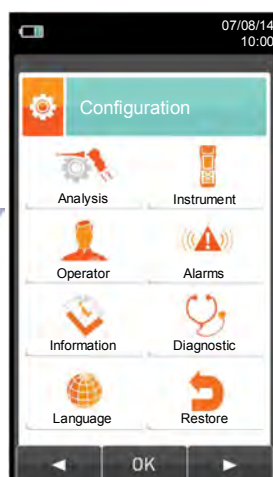 07/08/14
10:00
Configuration
Analysis Instrument
Operator Alarms
Information Diagnostic
Language Restore
OK